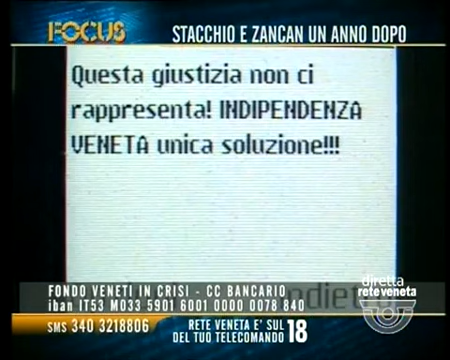 FOCUS
STACCHIO E ZANCAN UN ANNO DOPO
Questa giustizia non ci
rappresenta! INDIPENDENZA
VENETA unica soluzione!!!
FONDO VENETI IN CRISI - CC BANCARIO
iban IT53 M033 5901 6001 0000 0078 840
diretta
reteveneta
SMS 340 3218806
RETE VENETA E' SUL 18
DEL TUO TELECOMANDO